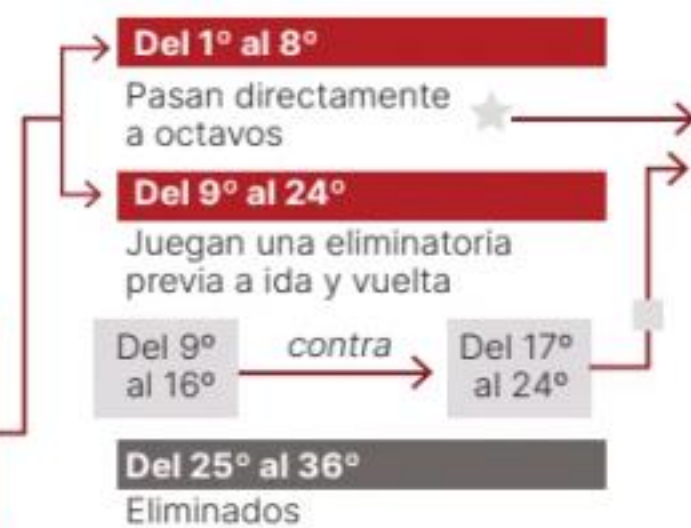 Del 1º al 8º
Pasan directamente
a octavos
Del 9º al 24º
Juegan una eliminatoria
previa a ida y vuelta
Del 9º
al 16º
contra
Del 17º
al 24º
Del 25º al 36º
Eliminados